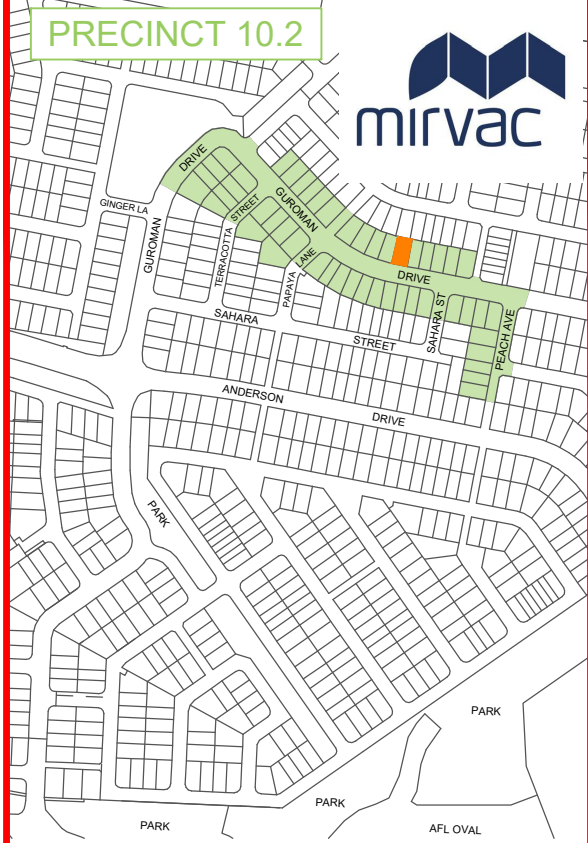 PRECINCT 10.2
mirvac
DRIVE
GUROMAN
STREET
GINGER LA
GUROMAN
TERRACOTTA
PAPAYA
LANE
DRIVE
SAHARA
STREET
SAHARA ST
PEACH AVE
ANDERSON
DRIVE
PARK
PARK
PARK
PARK
AFL OVAL